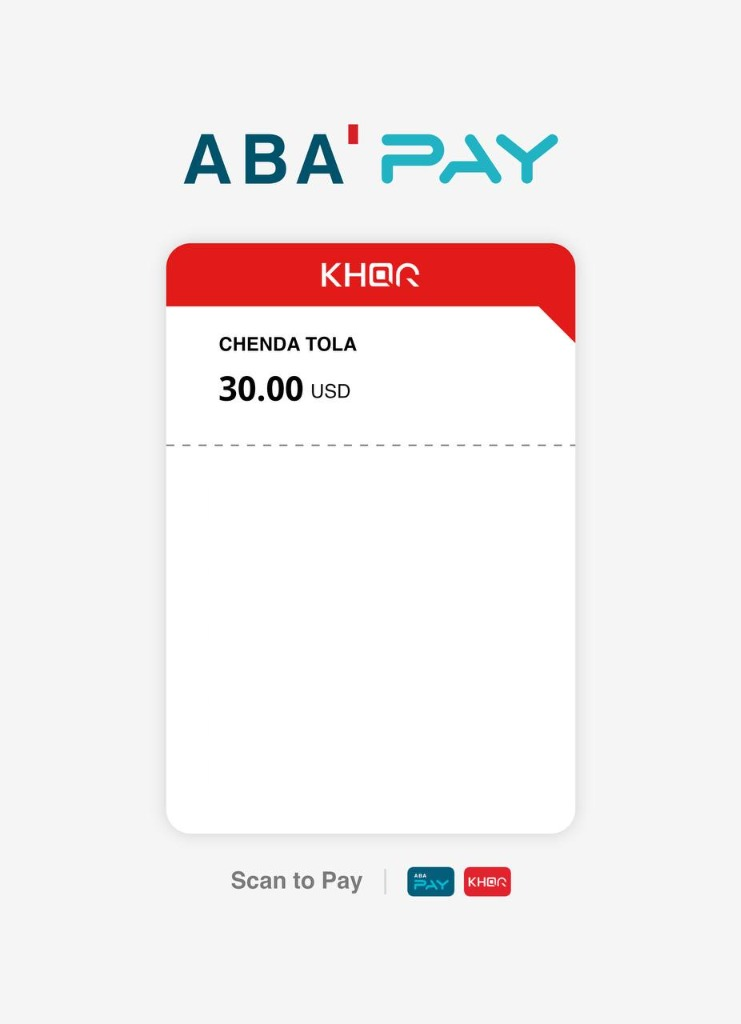 ABA' PAY
KHQR
CHENDA TOLA
30.00 USD
Scan to Pay
ABA
PAY
KHQR